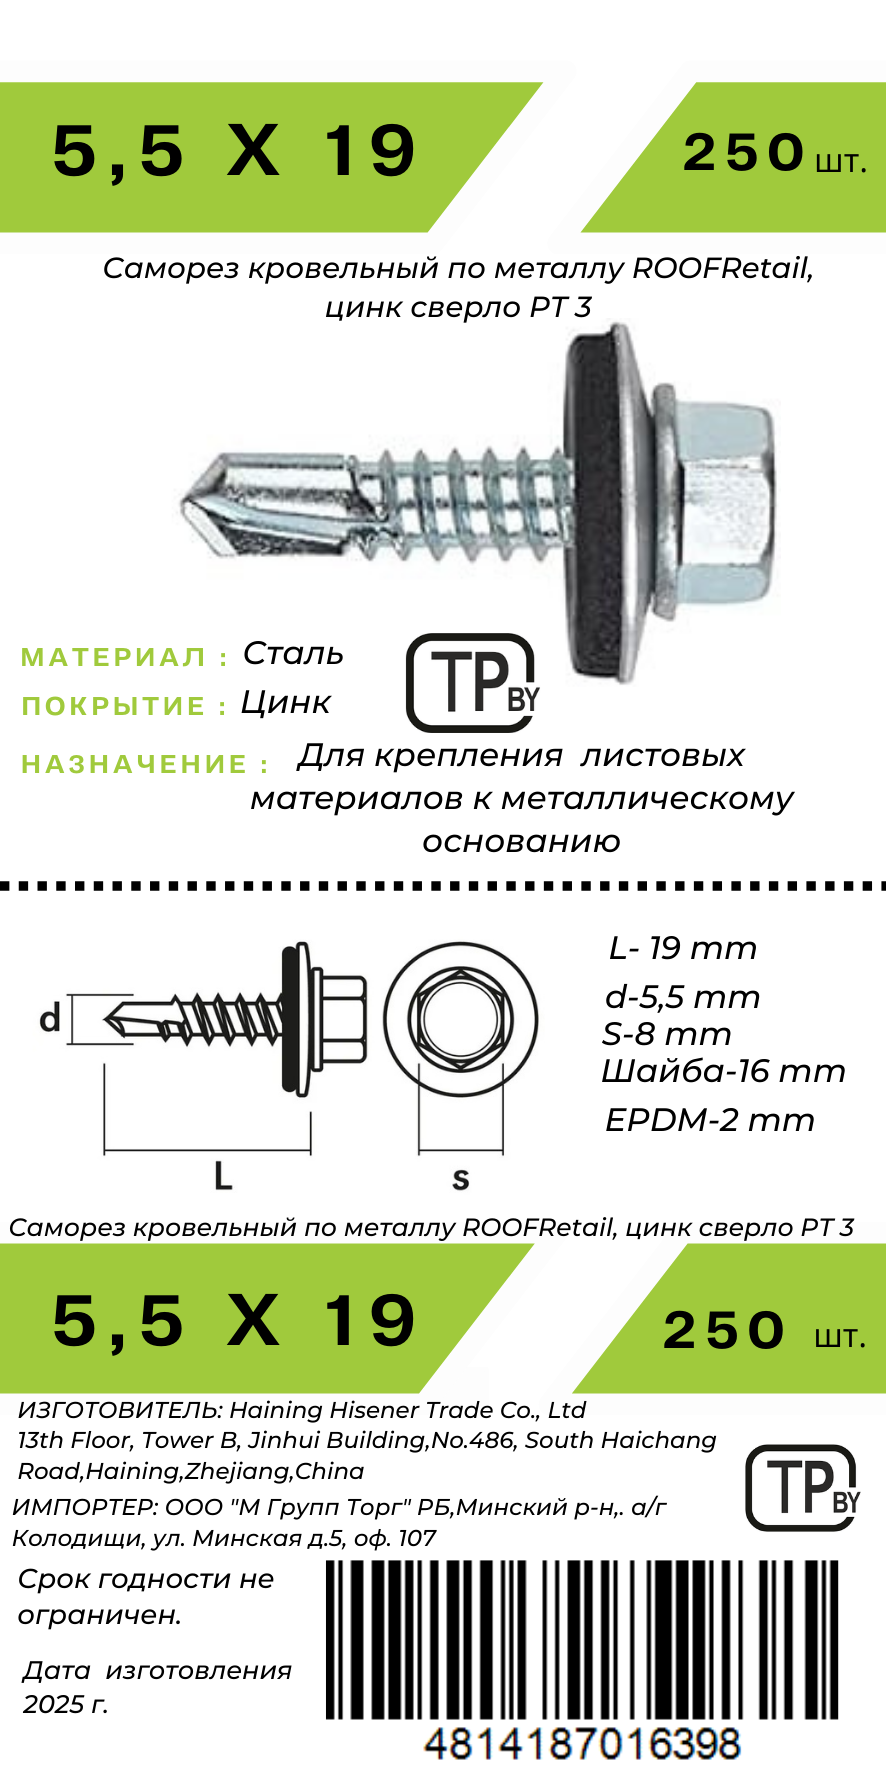 5,5 X 19
250 шт.
Саморез кровельный по металлу ROOFRetail,
цинк сверло PT 3
МАТЕРИАЛ : Сталь
ПОКРЫТИЕ : Цинк
TP BY
НАЗНАЧЕНИЕ : Для крепления листовых
материалов к металлическому
основанию
L- 19 mm
d-5,5 mm
S-8 mm
Шайба-16 mm
EPDM-2 mm
d
L
s
Саморез кровельный по металлу ROOFRetail, цинк сверло PT 3
5,5 X 19
250 шт.
ИЗГОТОВИТЕЛЬ: Haining Hisener Trade Co., Ltd
13th Floor, Tower B, Jinhui Building,No.486, South Haichang
Road,Haining,Zhejiang,China
ИМПОРТЕР: ООО "М Групп Торг" РБ,Минский р-н,. а/г
Колодищи, ул. Минская д.5, оф. 107
TP BY
Срок годности не
ограничен.
Дата изготовления
2025 г.
4814187016398